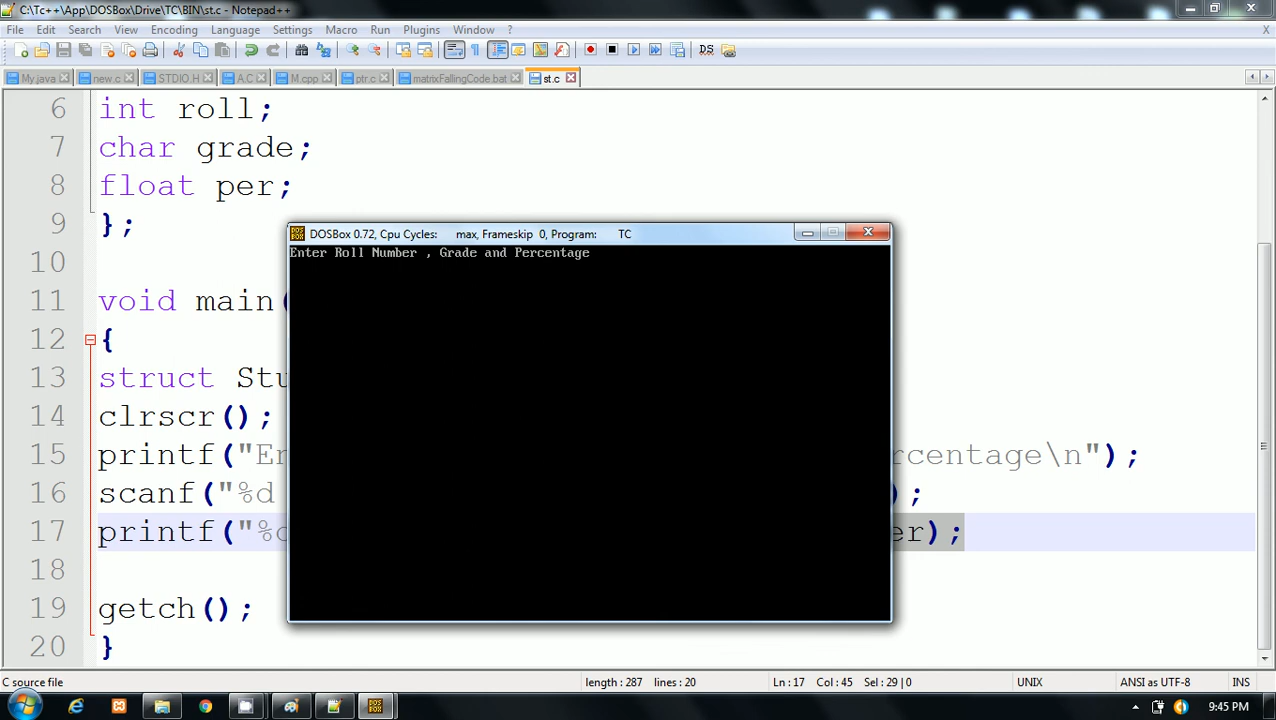 C:\Tc++\App\DOSBox\Drive\TC\BIN\st.c - Notepad++
File Edit Search View Encoding Language Settings Macro Run Plugins Window ?
X
My.java new.c STDIO.H A.C M.cpp ptr.c matrixFallingCode.bat st.c
6 int roll;
7 char grade;
8 float per;
9 };
10
11 void main(
12 {
13 struct Stu
14 clrscr();
15 printf("En rcentage\n");
16 scanf("%d );
17 printf("%d er);
18
19 getch();
20 }
DOSBox 0.72, Cpu Cycles: max, Frameskip 0, Program: TC
Enter Roll Number , Grade and Percentage
C source file length : 287 lines : 20 Ln : 17 Col : 45 Sel : 29 | 0 UNIX ANSI as UTF-8 INS
9:45 PM